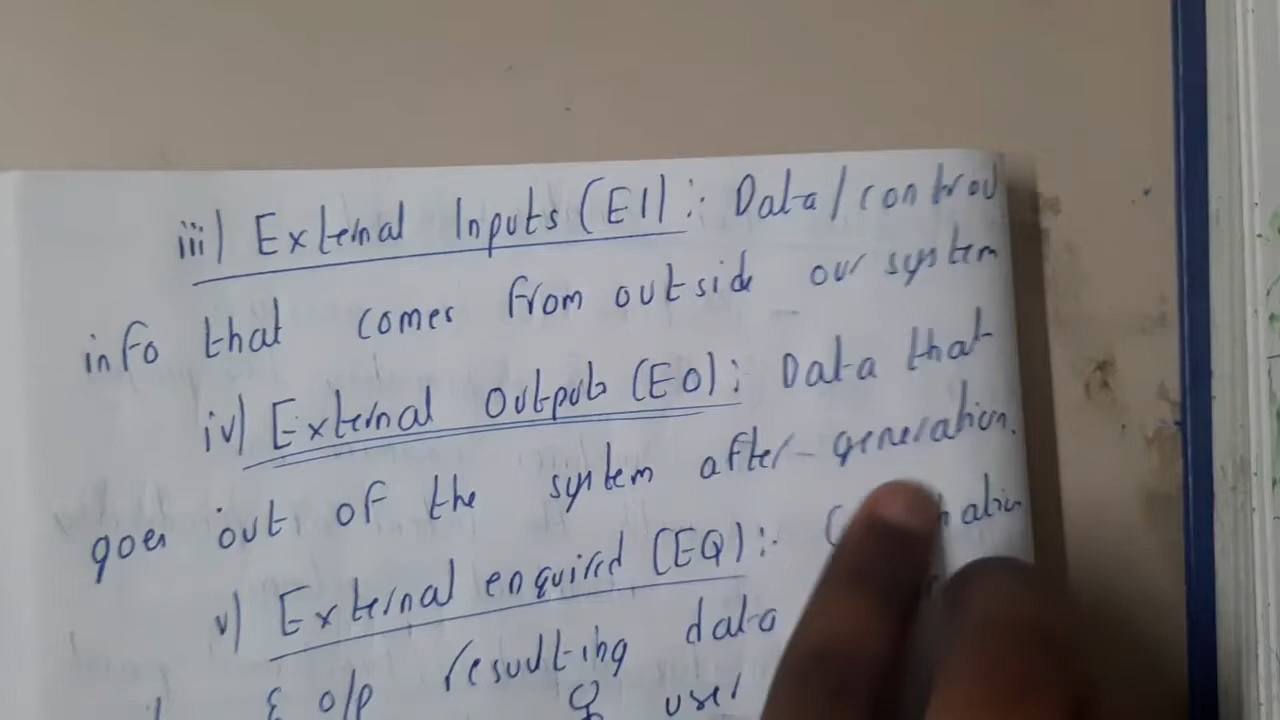 iii) External Inputs (EI) :- Data/control
info that comes from outside our system
iv) External Outputs (EO) : Data that
goes out of the system after generation.
v) External enquired (EQ) :-
& o/p resulting data
user